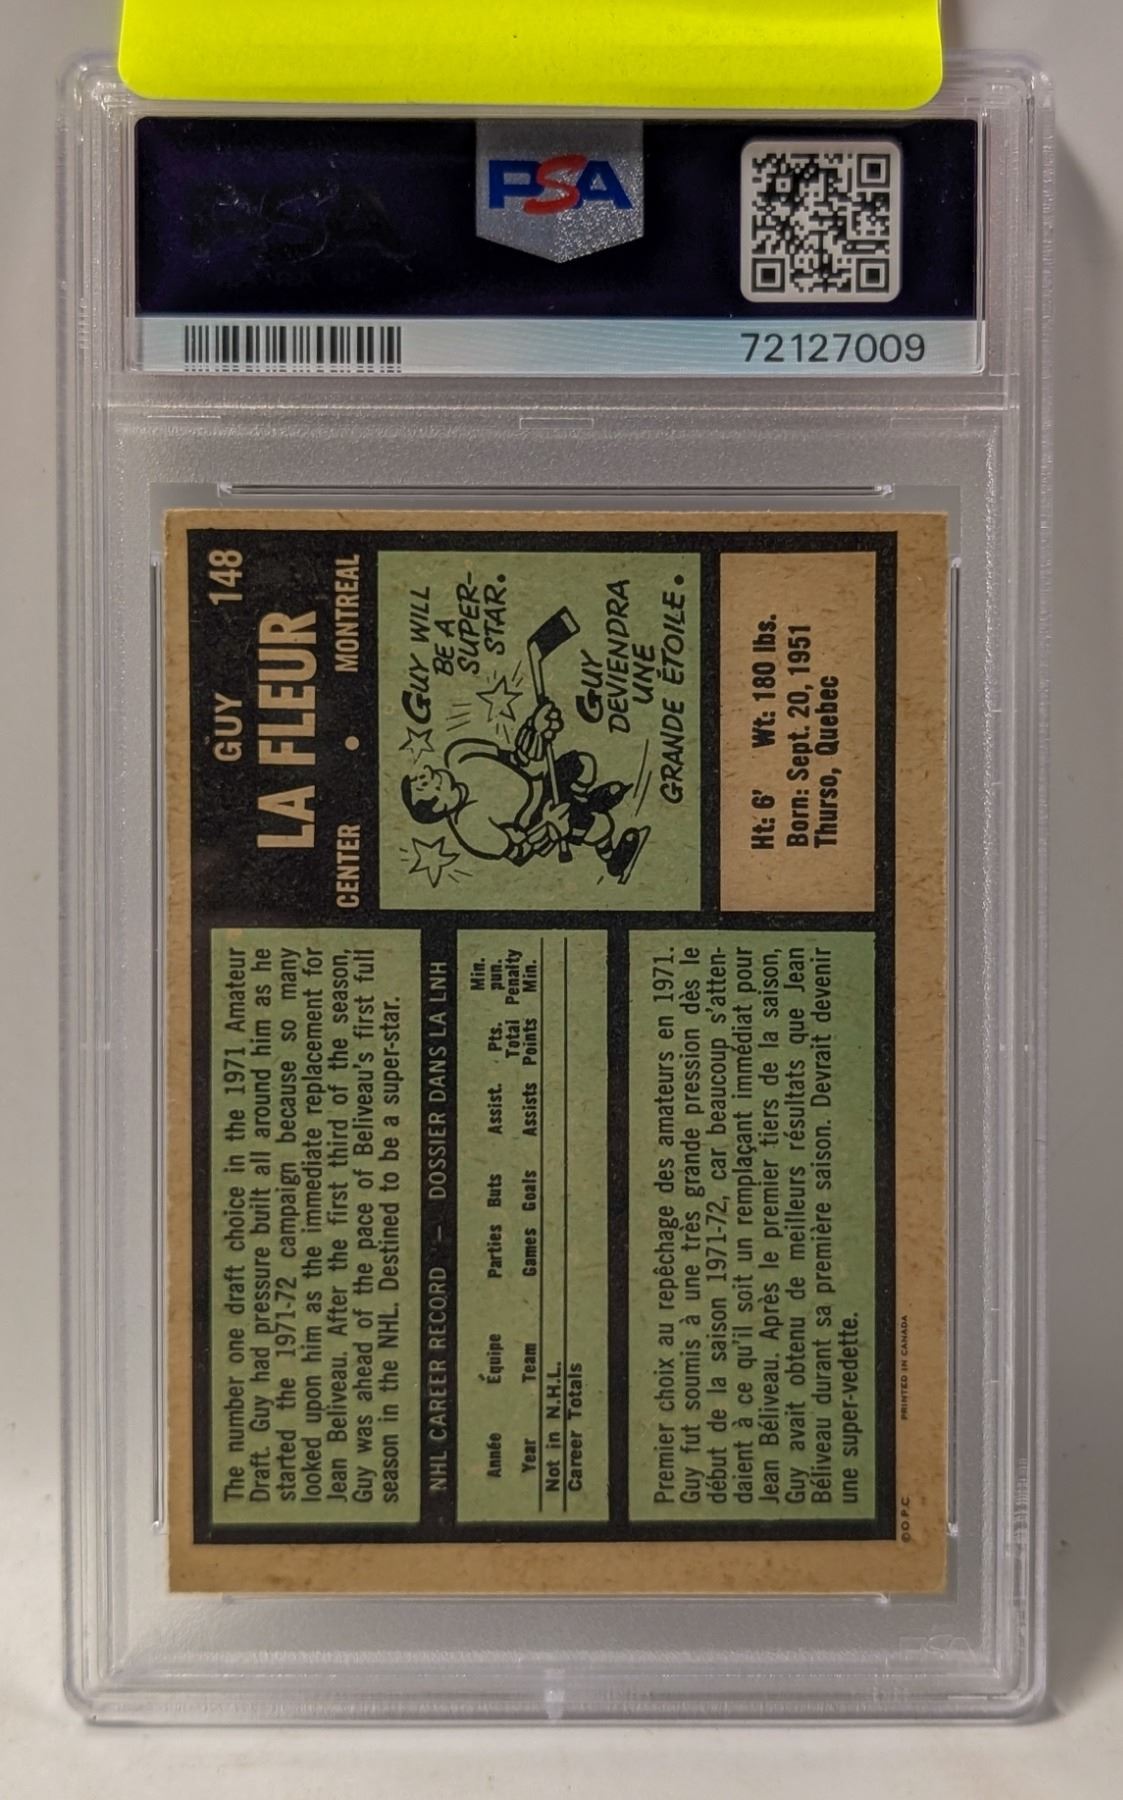 PSA
72127009
The number one draft choice in the 1971 Amateur
Draft. Guy had pressure built all around him as he
started the 1971-72 campaign because so many
looked upon him as the immediate replacement for
Jean Beliveau. After the first third of the season,
Guy was ahead of the pace of Beliveau's first full
season in the NHL. Destined to be a super-star.
GUY 148
LA FLEUR
CENTER • MONTREAL
NHL CAREER RECORD — DOSSIER DANS LA LNH
Année Équipe Parties Buts Assist. Pts. Min. pun.
Year Team Games Goals Assists Total Points Penalty Min.
Not in N.H.L.
Career Totals
GUY WILL
BE A
SUPER-
STAR.
GUY
DEVIENDRA
UNE
GRANDE ÉTOILE.
Premier choix au repêchage des amateurs en 1971.
Guy fut soumis à une très grande pression dès le
début de la saison 1971-72, car beaucoup s'atten-
daient à ce qu'il soit un remplaçant immédiat pour
Jean Béliveau. Après le premier tiers de la saison,
Guy avait obtenu de meilleurs résultats que Jean
Béliveau durant sa première saison. Devrait devenir
une super-vedette.
Ht: 6' Wt: 180 lbs.
Born: Sept. 20, 1951
Thurso, Quebec
© O.P.C. PRINTED IN CANADA
PSA